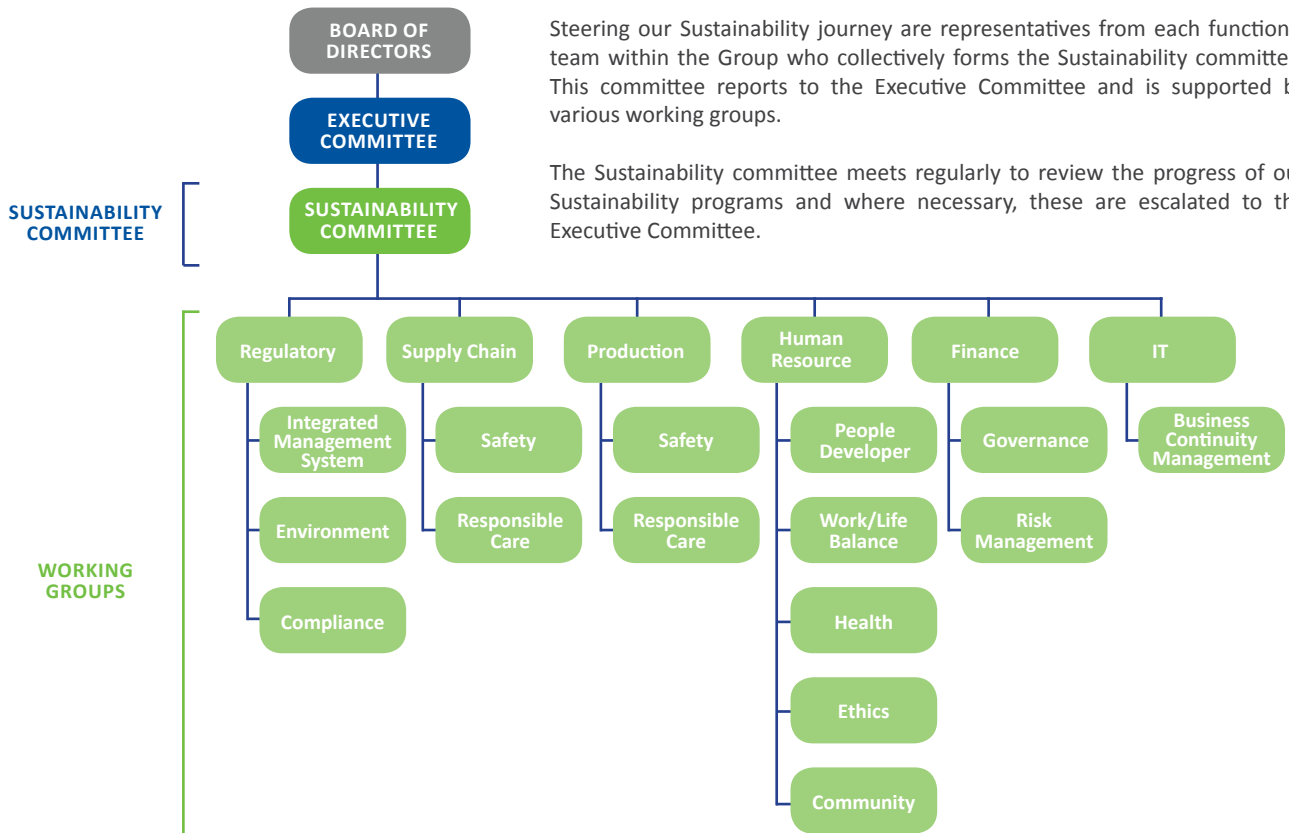 BOARD OF
DIRECTORS
EXECUTIVE
COMMITTEE
SUSTAINABILITY
COMMITTEE
Steering our Sustainability journey are representatives from each function
team within the Group who collectively forms the Sustainability committe
This committee reports to the Executive Committee and is supported b
various working groups.
The Sustainability committee meets regularly to review the progress of ou
Sustainability programs and where necessary, these are escalated to th
Executive Committee.
SUSTAINABILITY
COMMITTEE
WORKING
GROUPS
Regulatory
Integrated
Management
System
Environment
Compliance
Supply Chain
Safety
Responsible
Care
Production
Safety
Responsible
Care
Human
Resource
People
Developer
Work/Life
Balance
Health
Ethics
Community
Finance
Governance
Risk
Management
IT
Business
Continuity
Management